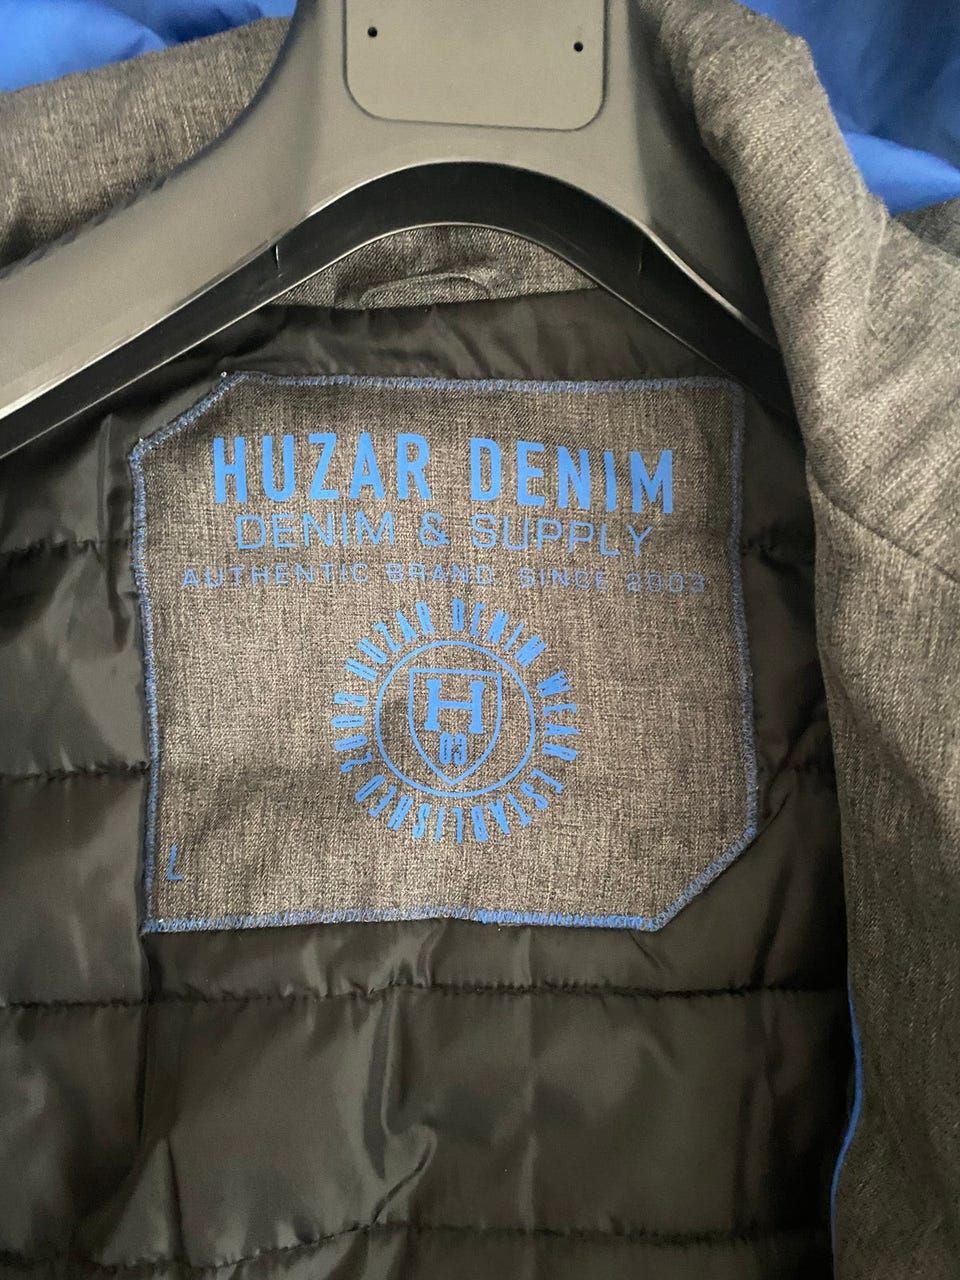 HUZAR DENIM
DENIM & SUPPLY
AUTHENTIC BRAND SINCE 2003
HUZAR DENIM WEAR ESTABLISHED 2003
H
03
L